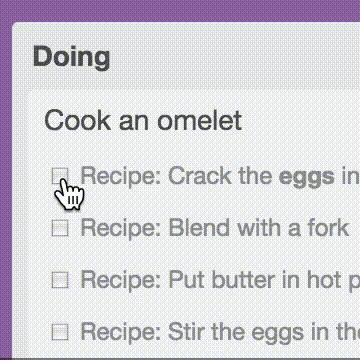 Doing
Cook an omelet
Recipe: Crack the eggs in
Recipe: Blend with a fork
Recipe: Put butter in hot p
Recipe: Stir the eggs in the